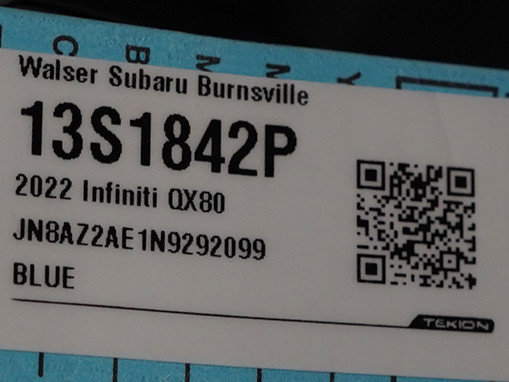 C B N N Y
Walser Subaru Burnsville
13S1842P
2022 Infiniti QX80
JN8AZ2AE1N9292099
BLUE
TEKION